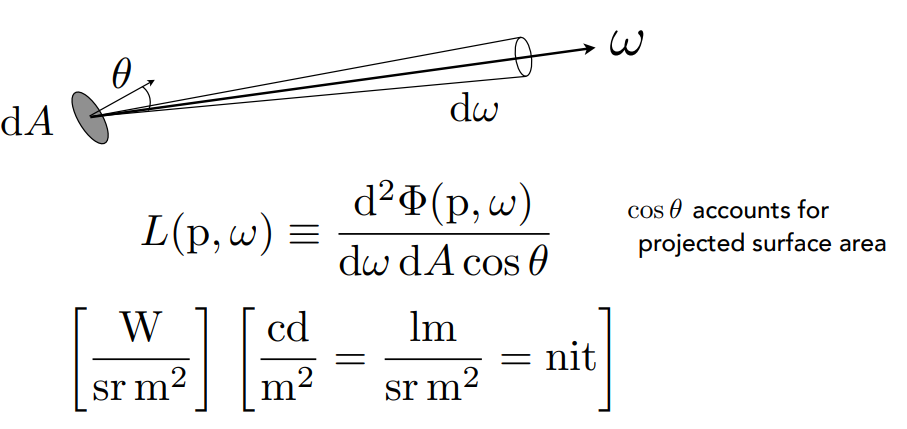 ω
θ
dω
dA
L(p, ω) ≡ d²Φ(p, ω) / dω dA cos θ
cos θ accounts for
projected surface area
[W / sr m²] [cd / m² = lm / sr m² = nit]